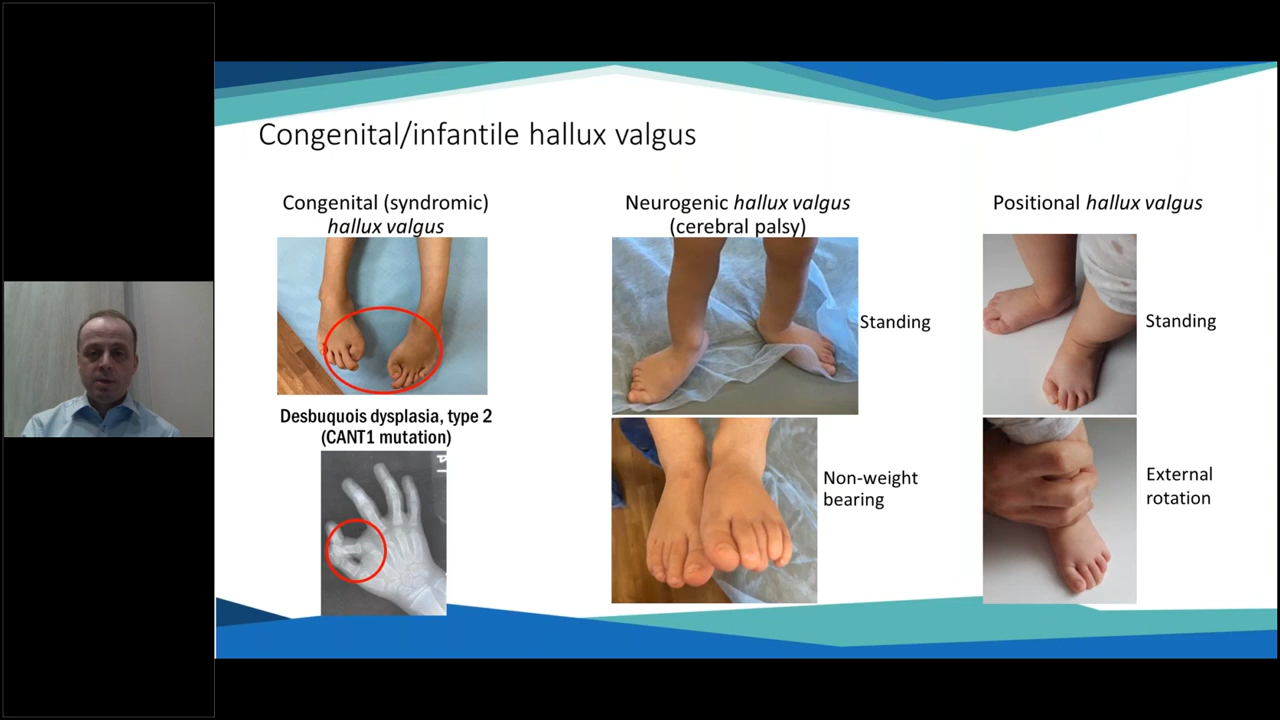 Congenital/infantile hallux valgus
Congenital (syndromic)
hallux valgus
Desbuquois dysplasia, type 2
(CANT1 mutation)
Neurogenic hallux valgus
(cerebral palsy)
Standing
Non-weight
bearing
Positional hallux valgus
Standing
External
rotation